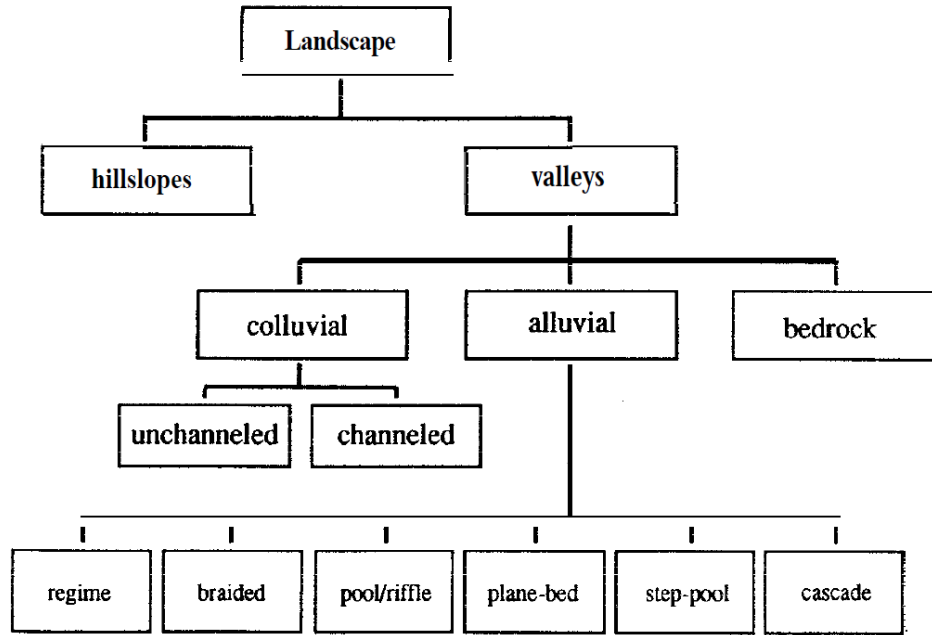 Landscape
hillslopes
valleys
colluvial
alluvial
bedrock
unchanneled
channeled
regime
braided
pool/riffle
plane-bed
step-pool
cascade